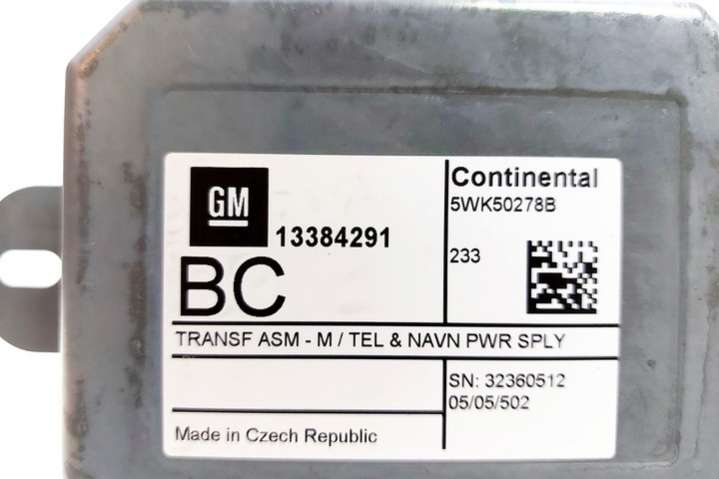 GM
13384291
BC
Continental
5WK50278B
233
TRANSF ASM - M / TEL & NAVN PWR SPLY
SN: 32360512
05/05/502
Made in Czech Republic